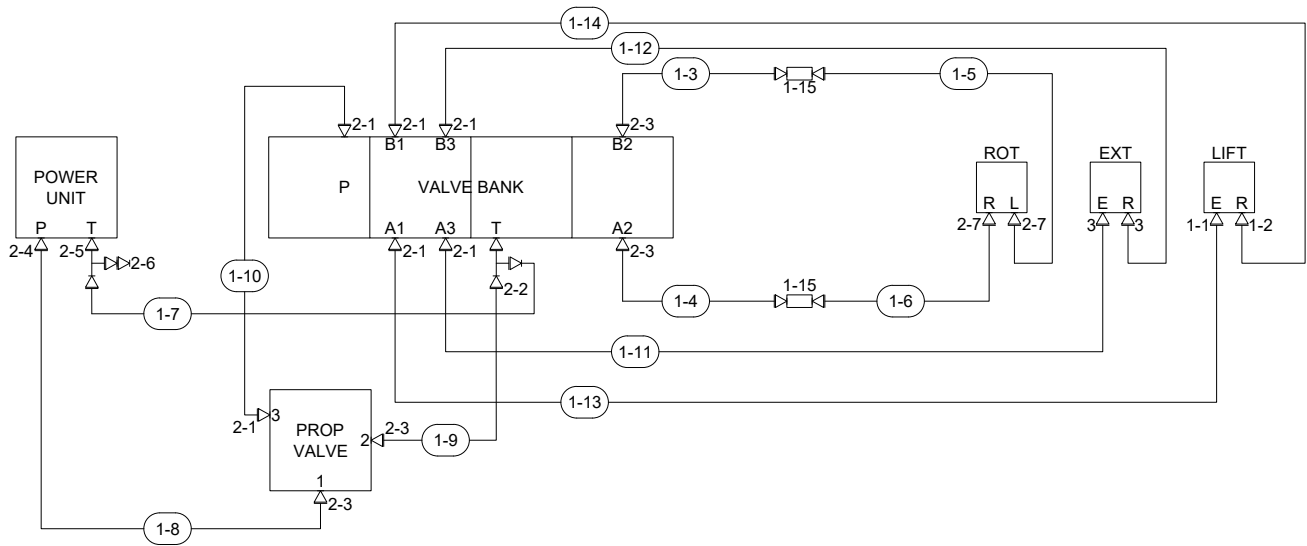 1-14
1-12
1-3
1-15
1-5
2-1
2-1
2-1
2-3
B1
B3
B2
POWER
UNIT
P
VALVE BANK
ROT
EXT
LIFT
R
L
E
R
E
R
P
T
A1
A3
T
A2
2-4
2-5
2-1
2-1
2-3
2-7
2-7
3
3
1-1
1-2
2-6
1-10
2-2
1-15
1-7
1-4
1-6
1-11
1-13
2-1
3
PROP
VALVE
2
2-3
1-9
1
2-3
1-8